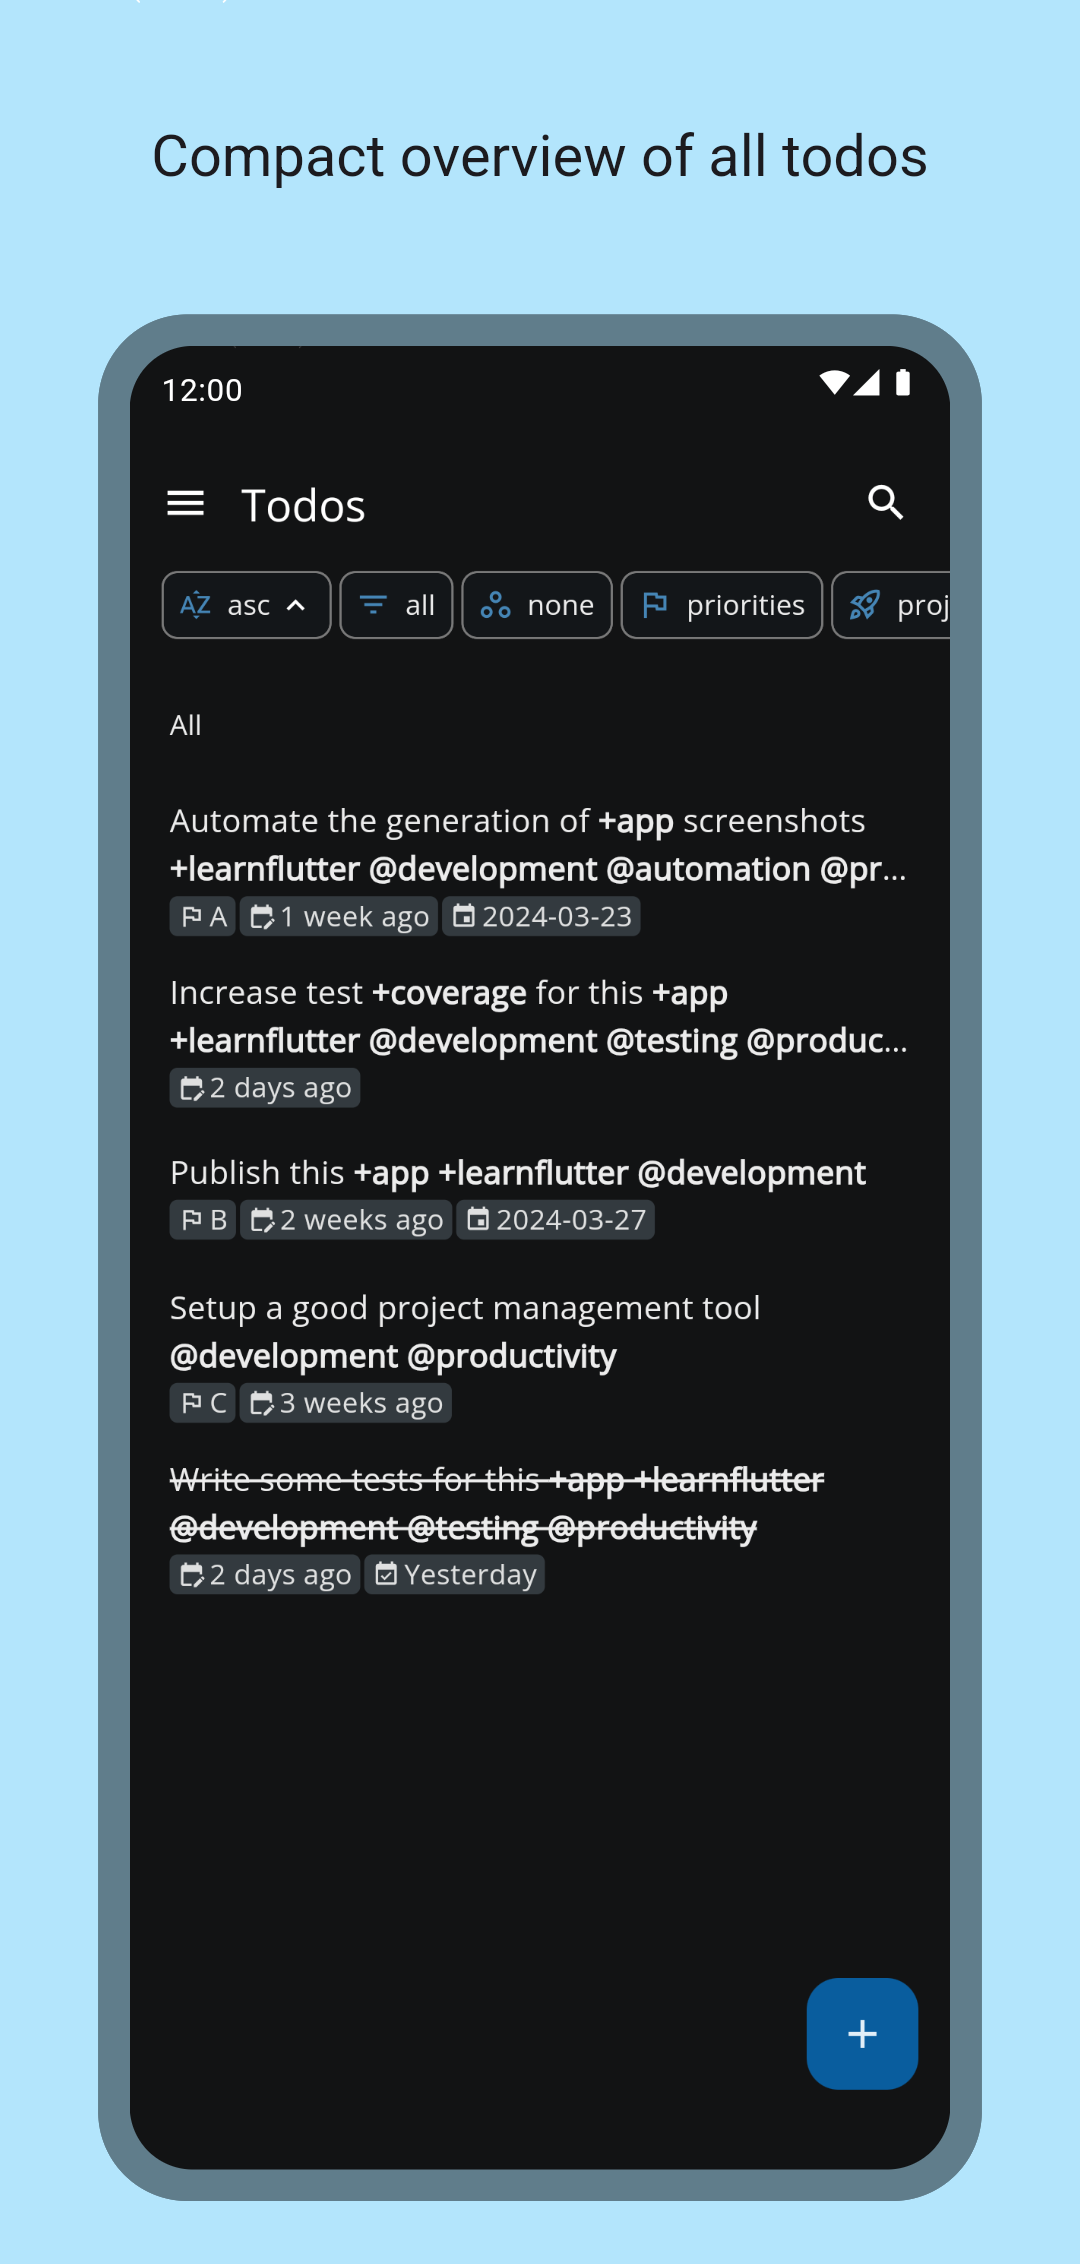 Compact overview of all todos
12:00
Todos
asc all none priorities proj
All
Automate the generation of +app screenshots
+learnflutter @development @automation @pr...
A 1 week ago 2024-03-23
Increase test +coverage for this +app
+learnflutter @development @testing @produc...
2 days ago
Publish this +app +learnflutter @development
B 2 weeks ago 2024-03-27
Setup a good project management tool
@development @productivity
C 3 weeks ago
Write some tests for this +app +learnflutter
@development @testing @productivity
2 days ago Yesterday